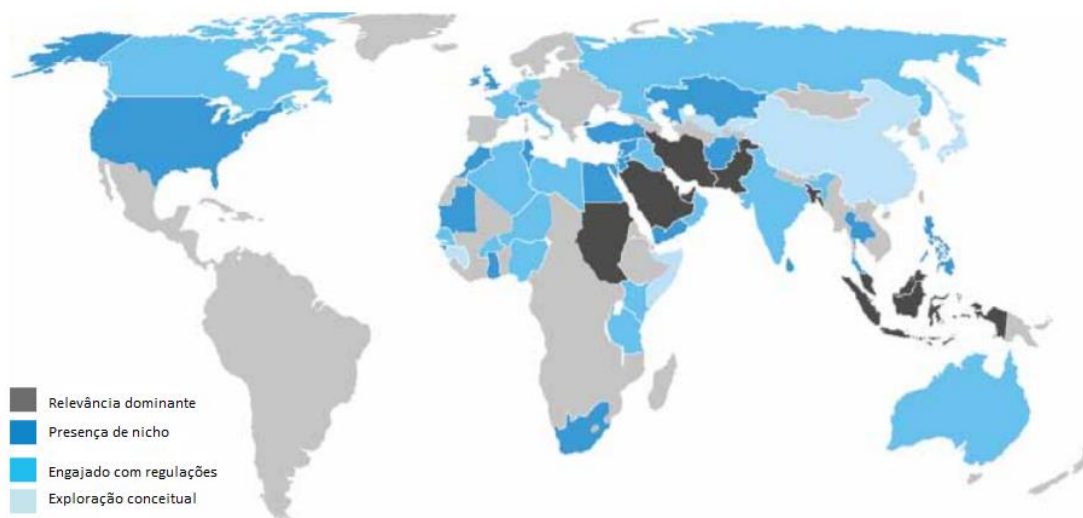 Relevância dominante
Presença de nicho
Engajado com regulações
Exploração conceitual